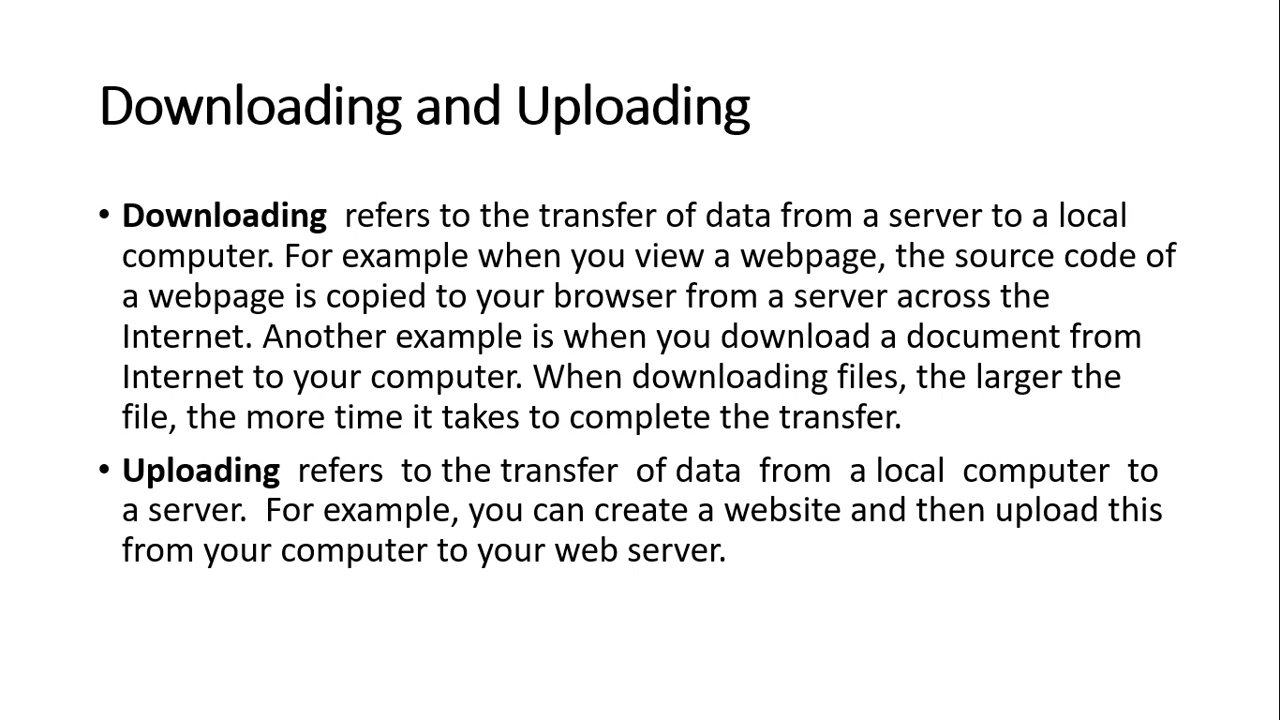 Downloading and Uploading
• Downloading refers to the transfer of data from a server to a local
computer. For example when you view a webpage, the source code of
a webpage is copied to your browser from a server across the
Internet. Another example is when you download a document from
Internet to your computer. When downloading files, the larger the
file, the more time it takes to complete the transfer.
• Uploading refers to the transfer of data from a local computer to
a server. For example, you can create a website and then upload this
from your computer to your web server.